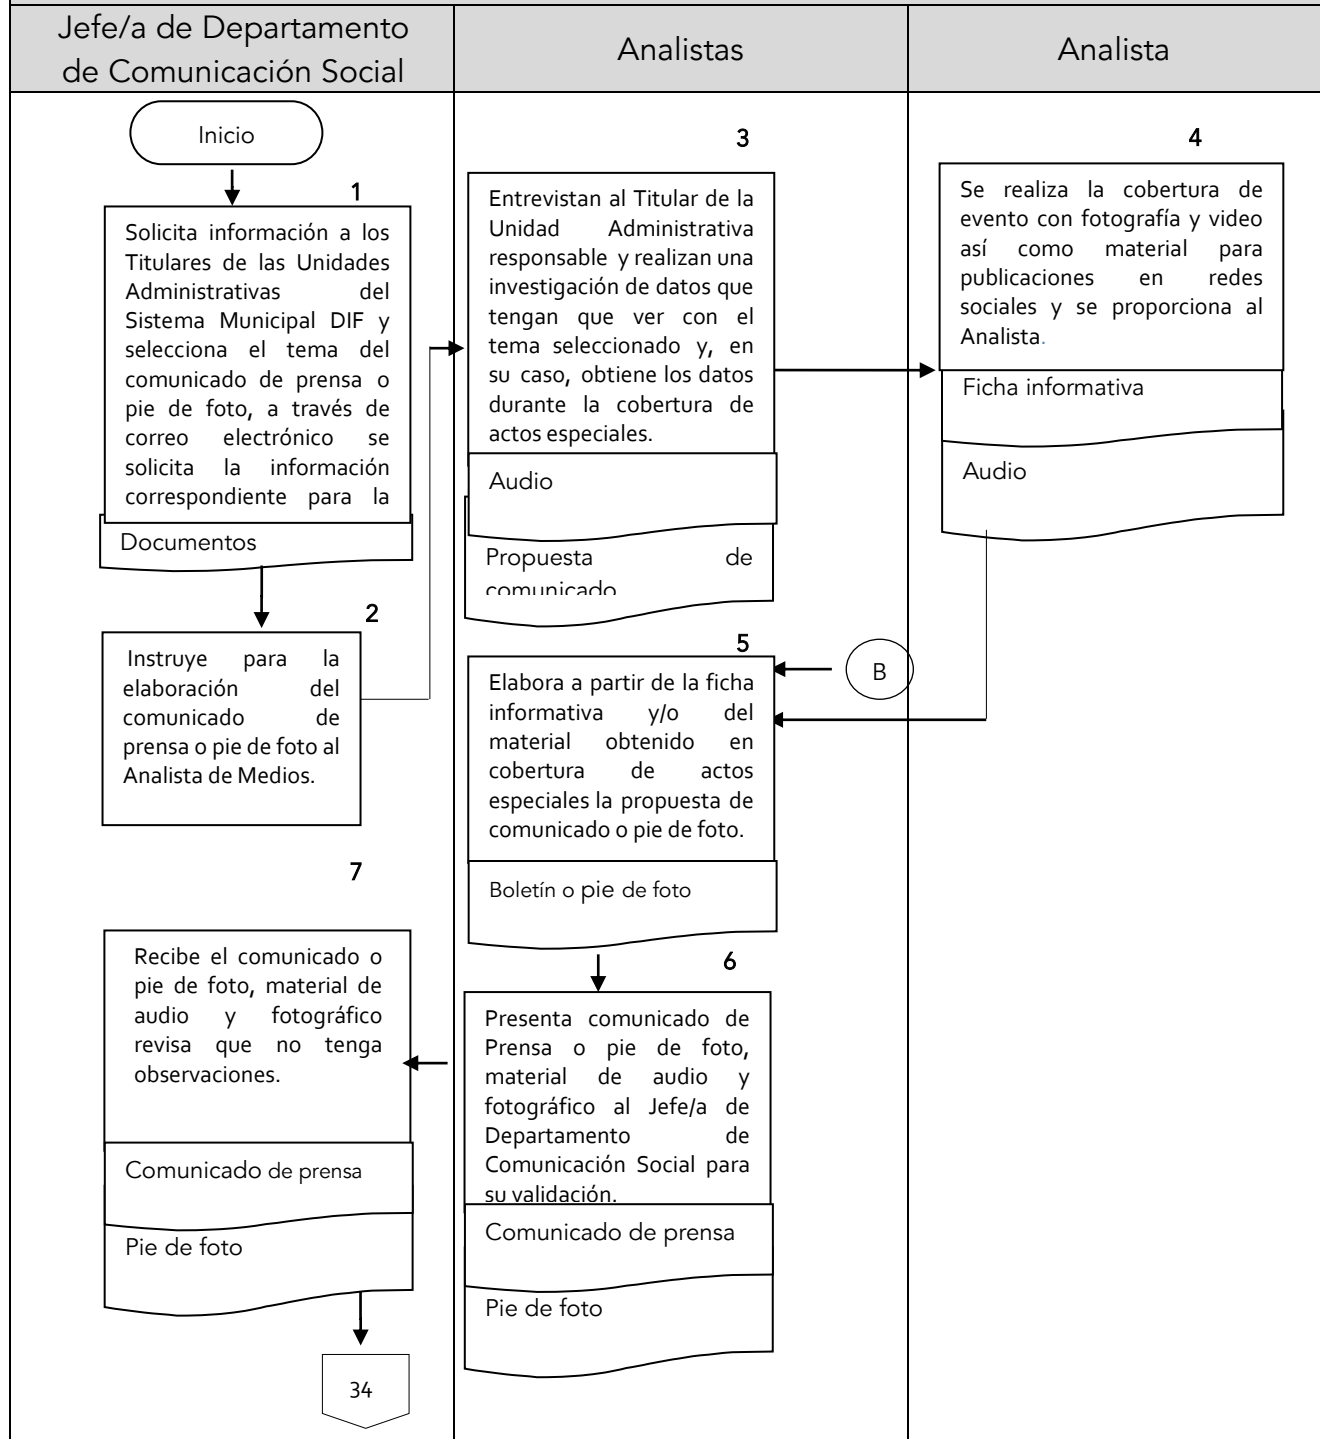 Jefe/a de Departamento
de Comunicación Social
Analistas
Analista
Inicio
1
Solicita información a los
Titulares de las Unidades
Administrativas del
Sistema Municipal DIF y
selecciona el tema del
comunicado de prensa o
pie de foto, a través de
correo electrónico se
solicita la información
correspondiente para la
Documentos
2
Instruye para la
elaboración del
comunicado de
prensa o pie de foto al
Analista de Medios.
3
Entrevistan al Titular de la
Unidad Administrativa
responsable y realizan una
investigación de datos que
tengan que ver con el
tema seleccionado y, en
su caso, obtiene los datos
durante la cobertura de
actos especiales.
Audio
Propuesta de
comunicado
4
Se realiza la cobertura de
evento con fotografía y video
así como material para
publicaciones en redes
sociales y se proporciona al
Analista.
Ficha informativa
Audio
5
B
Elabora a partir de la ficha
informativa y/o del
material obtenido en
cobertura de actos
especiales la propuesta de
comunicado o pie de foto.
Boletín o pie de foto
6
Presenta comunicado de
Prensa o pie de foto,
material de audio y
fotográfico al Jefe/a de
Departamento de
Comunicación Social para
su validación.
Comunicado de prensa
Pie de foto
7
Recibe el comunicado o
pie de foto, material de
audio y fotográfico
revisa que no tenga
observaciones.
Comunicado de prensa
Pie de foto
34